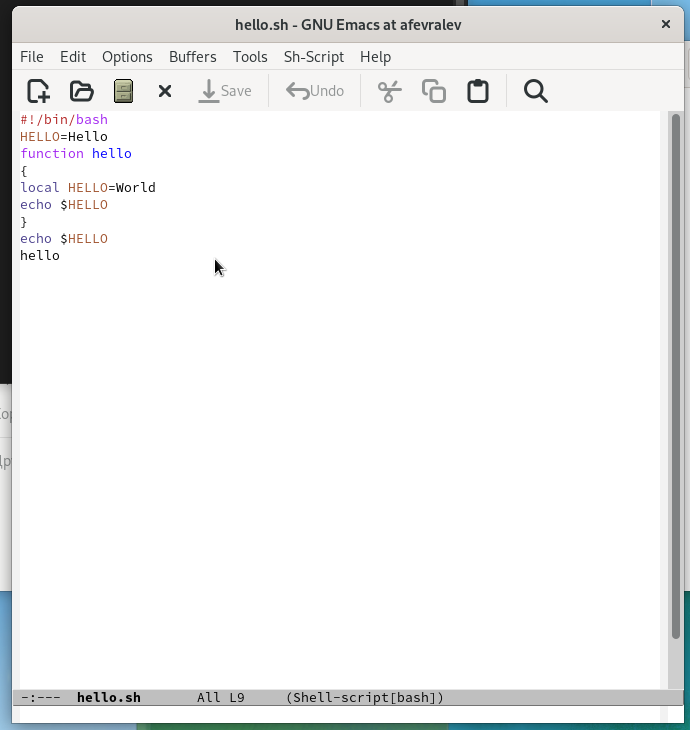 hello.sh - GNU Emacs at afevralev
File Edit Options Buffers Tools Sh-Script Help
Save Undo
#!/bin/bash
HELLO=Hello
function hello
{
local HELLO=World
echo $HELLO
}
echo $HELLO
hello
-:--- hello.sh All L9 (Shell-script[bash])